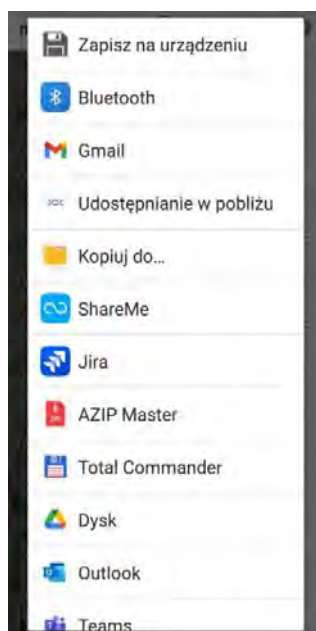 Zapisz na urządzeniu
Bluetooth
Gmail
Udostępnianie w pobliżu
Kopiuj do...
ShareMe
Jira
AZIP Master
Total Commander
Dysk
Outlook
Teams